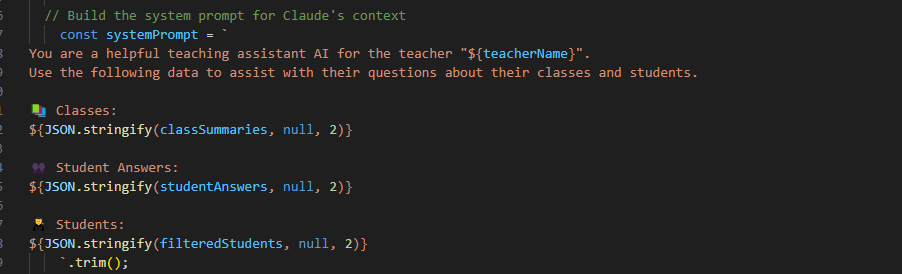 // Build the system prompt for Claude's context
const systemPrompt = `
You are a helpful teaching assistant AI for the teacher "${teacherName}".
Use the following data to assist with their questions about their classes and students.
📚 Classes:
${JSON.stringify(classSummaries, null, 2)}
Student Answers:
${JSON.stringify(studentAnswers, null, 2)}
Students:
${JSON.stringify(filteredStudents, null, 2)}
`.trim();